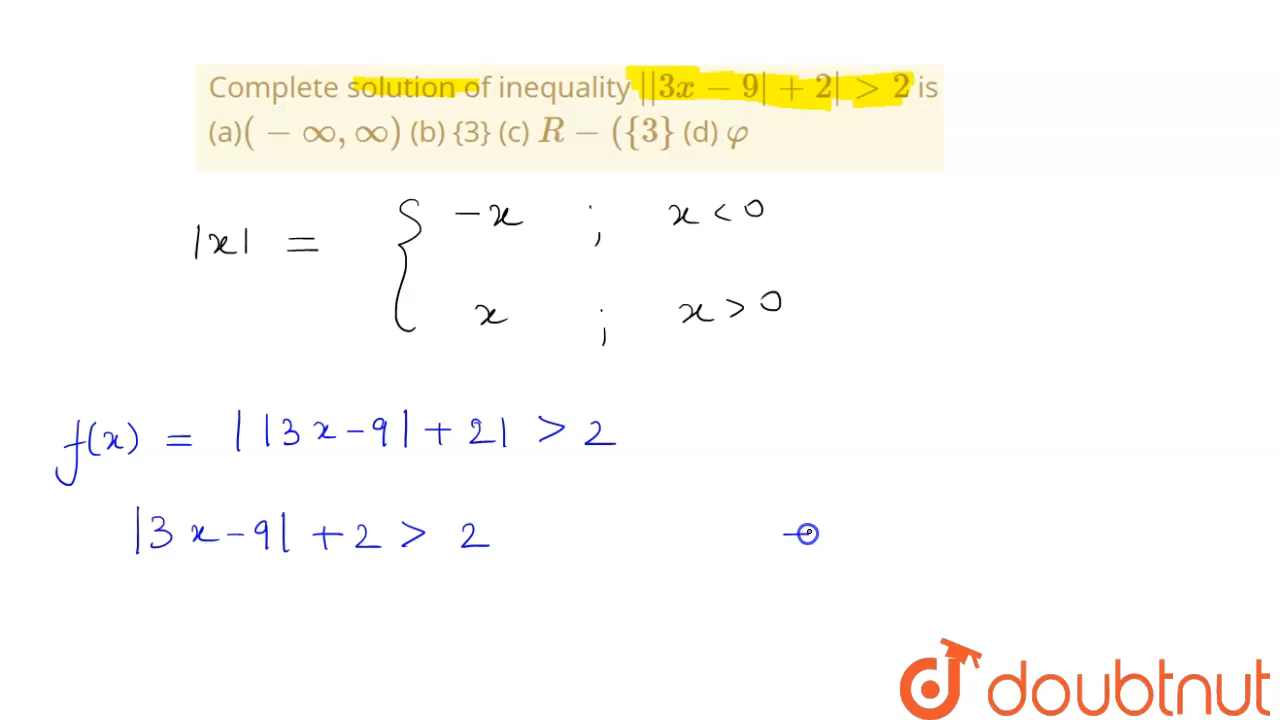 Complete solution of inequality ||3x − 9| + 2| > 2 is
(a)( − ∞, ∞) (b) {3} (c) R − ({3} (d) φ
|x| = { -x ; x < 0
x ; x > 0
f(x) = | |3x-9| + 2| > 2
|3x-9| + 2 > 2
doubtnut